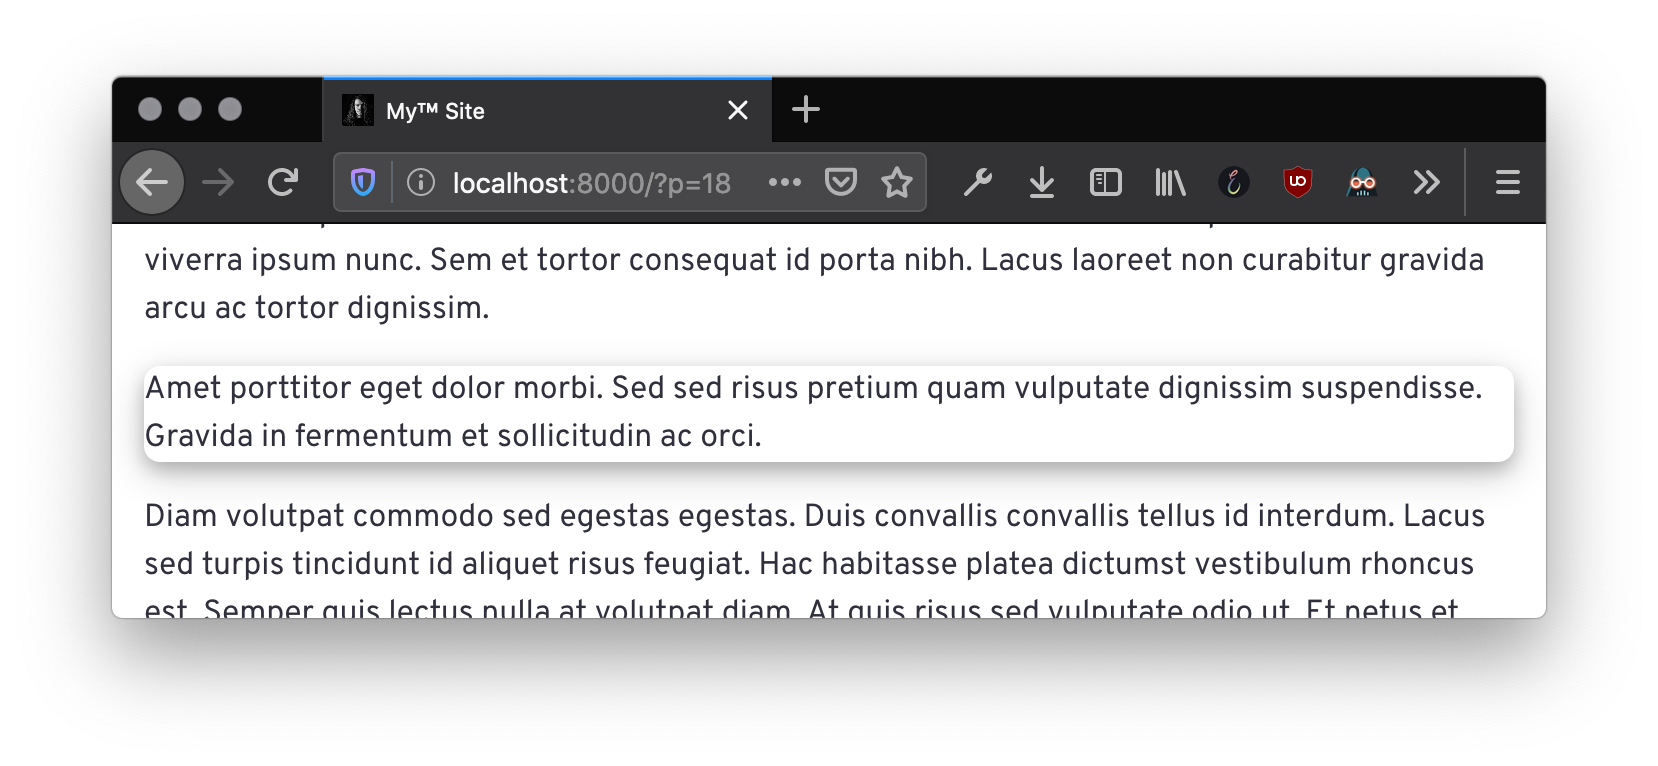 My™ Site
localhost:8000/?p=18
viverra ipsum nunc. Sem et tortor consequat id porta nibh. Lacus laoreet non curabitur gravida
arcu ac tortor dignissim.
Amet porttitor eget dolor morbi. Sed sed risus pretium quam vulputate dignissim suspendisse.
Gravida in fermentum et sollicitudin ac orci.
Diam volutpat commodo sed egestas egestas. Duis convallis convallis tellus id interdum. Lacus
sed turpis tincidunt id aliquet risus feugiat. Hac habitasse platea dictumst vestibulum rhoncus
est. Semper quis lectus nulla at volutpat diam. At quis risus sed vulputate odio ut. Et netus et